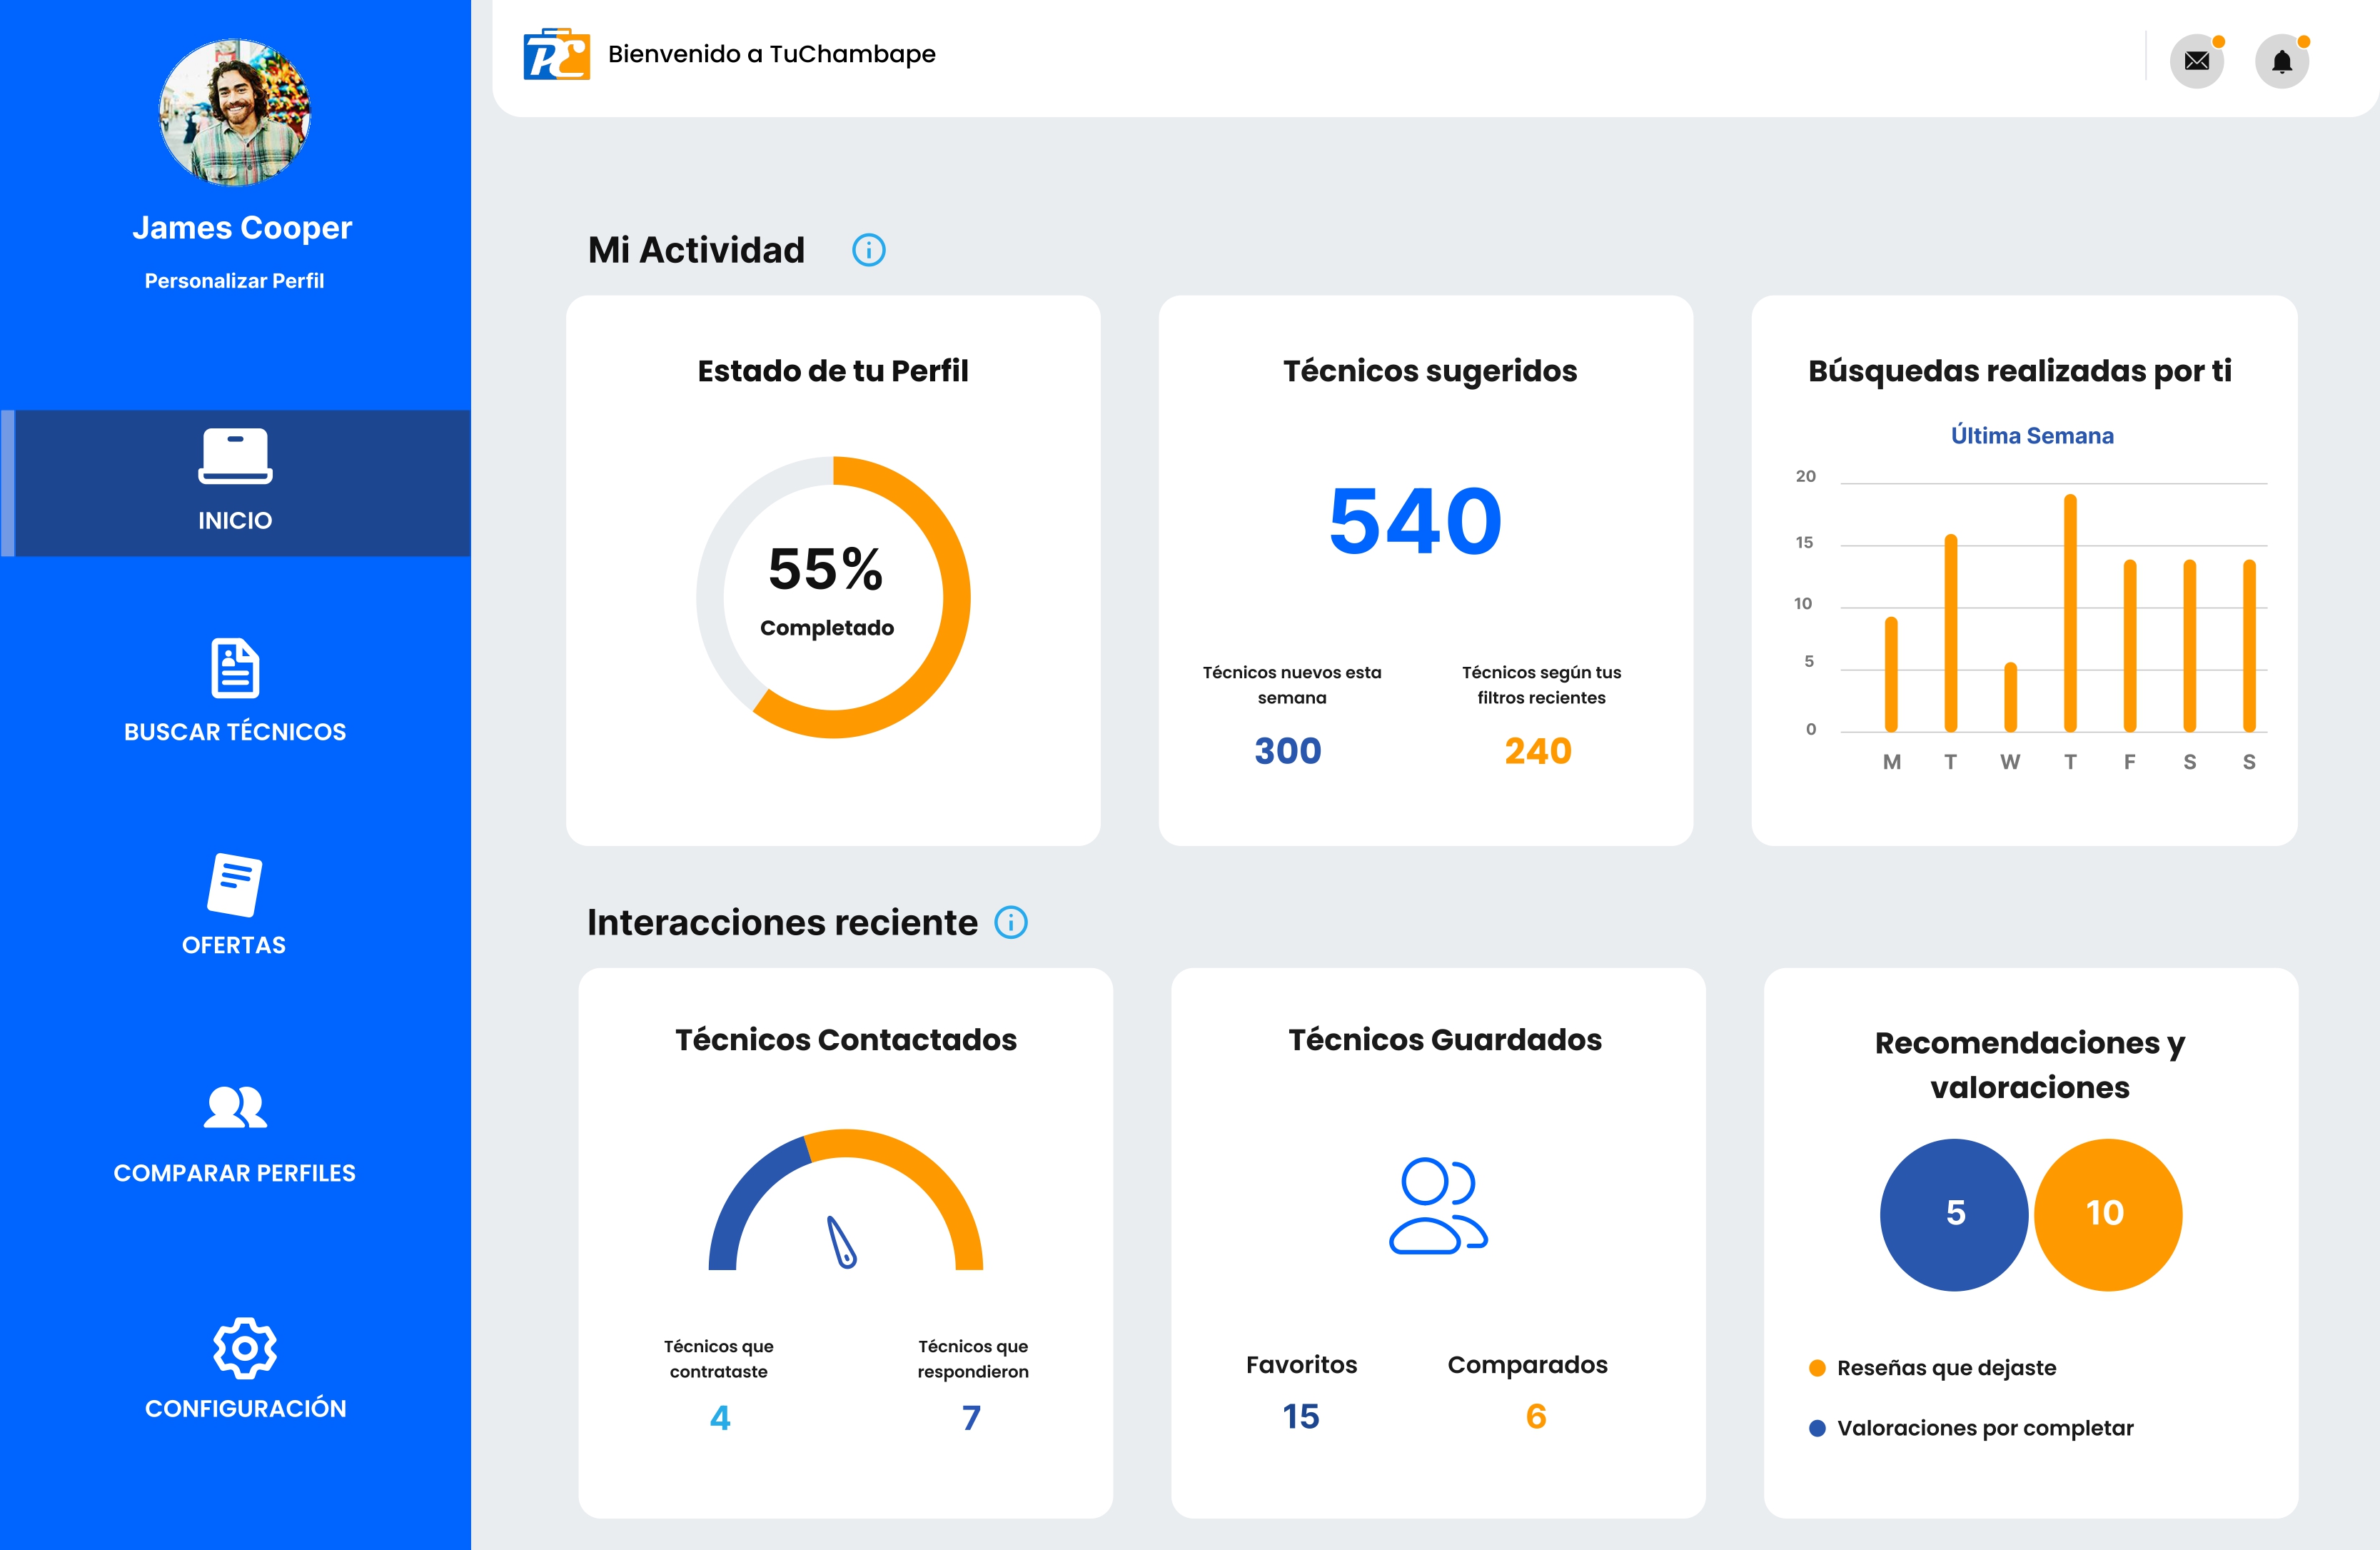 James Cooper
Personalizar Perfil
INICIO
BUSCAR TÉCNICOS
OFERTAS
COMPARAR PERFILES
CONFIGURACIÓN
Bienvenido a TuChambape
Mi Actividad
Estado de tu Perfil
55%
Completado
Técnicos sugeridos
540
Técnicos nuevos esta
semana
300
Técnicos según tus
filtros recientes
240
Búsquedas realizadas por ti
Última Semana
20
15
10
5
0
M T W T F S S
Interacciones reciente
Técnicos Contactados
Técnicos que
contrataste
4
Técnicos que
respondieron
7
Técnicos Guardados
Favoritos
15
Comparados
6
Recomendaciones y
valoraciones
5
10
Reseñas que dejaste
Valoraciones por completar